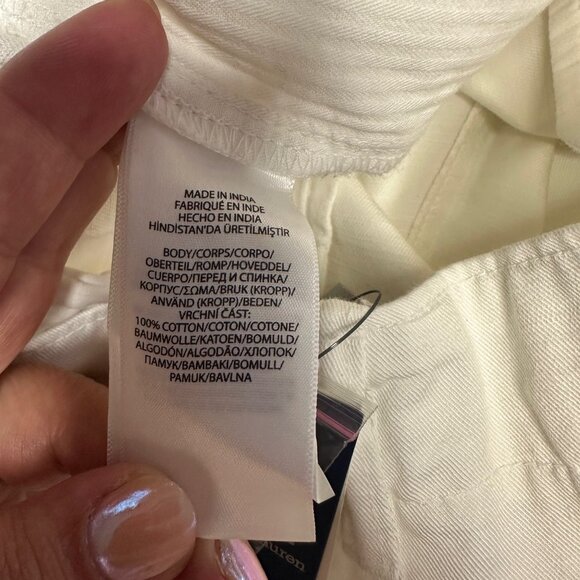 MADE IN INDIA
FABRIQUÉ EN INDE
HECHO EN INDIA
HİNDİSTAN'DA ÜRETİLMİŞTİR
BODY/CORPS/CORPO/
OBERTEIL/ROMP/HOVEDDEL/
CUERPO/ПЕРЕД И СПИНКА/
КОРПУС/ΣΩΜΑ/BRUK (KROPP)/
ANVÄND (KROPP)/BEDEN/
VRCHNÍ ČÁST:
100% COTTON/COTON/COTONE/
BAUMWOLLE/KATOEN/BOMULD/
ALGODÓN/ALGODÃO/ХЛОПОК/
ПАМУК/ΒΑΜΒΑΚΙ/BOMULL/
PAMUK/BAVLNA
uren